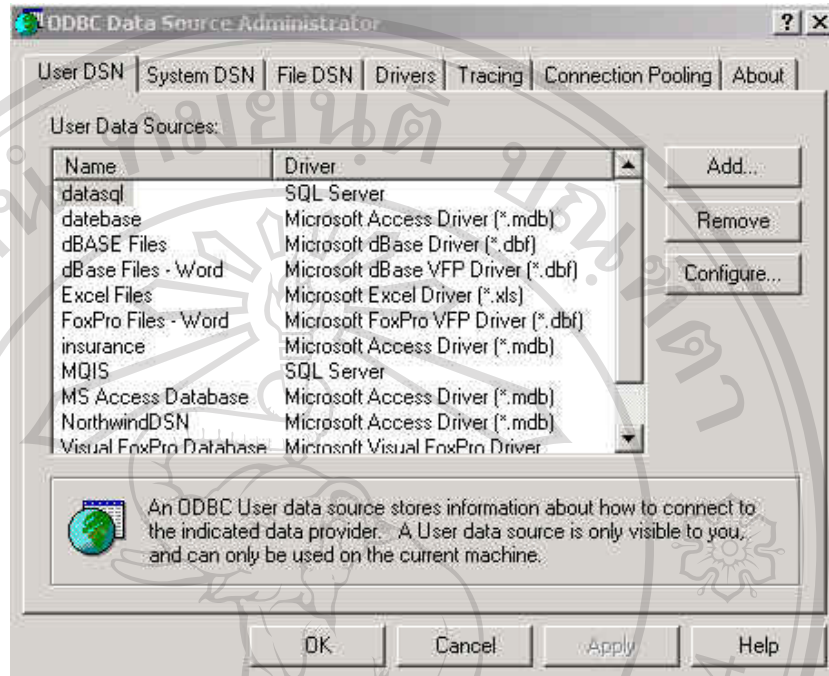 ODBC Data Source Administrator
User DSN System DSN File DSN Drivers Tracing Connection Pooling About
User Data Sources:
Name Driver
datasql SQL Server
datebase Microsoft Access Driver (*.mdb)
dBASE Files Microsoft dBase Driver (*.dbf)
dBase Files - Word Microsoft dBase VFP Driver (*.dbf)
Excel Files Microsoft Excel Driver (*.xls)
FoxPro Files - Word Microsoft FoxPro VFP Driver (*.dbf)
insurance Microsoft Access Driver (*.mdb)
MQIS SQL Server
MS Access Database Microsoft Access Driver (*.mdb)
NorthwindDSN Microsoft Access Driver (*.mdb)
Visual FoxPro Database Microsoft Visual FoxPro Driver
Add...
Remove
Configure...
An ODBC User data source stores information about how to connect to
the indicated data provider. A User data source is only visible to you,
and can only be used on the current machine.
OK Cancel Apply Help